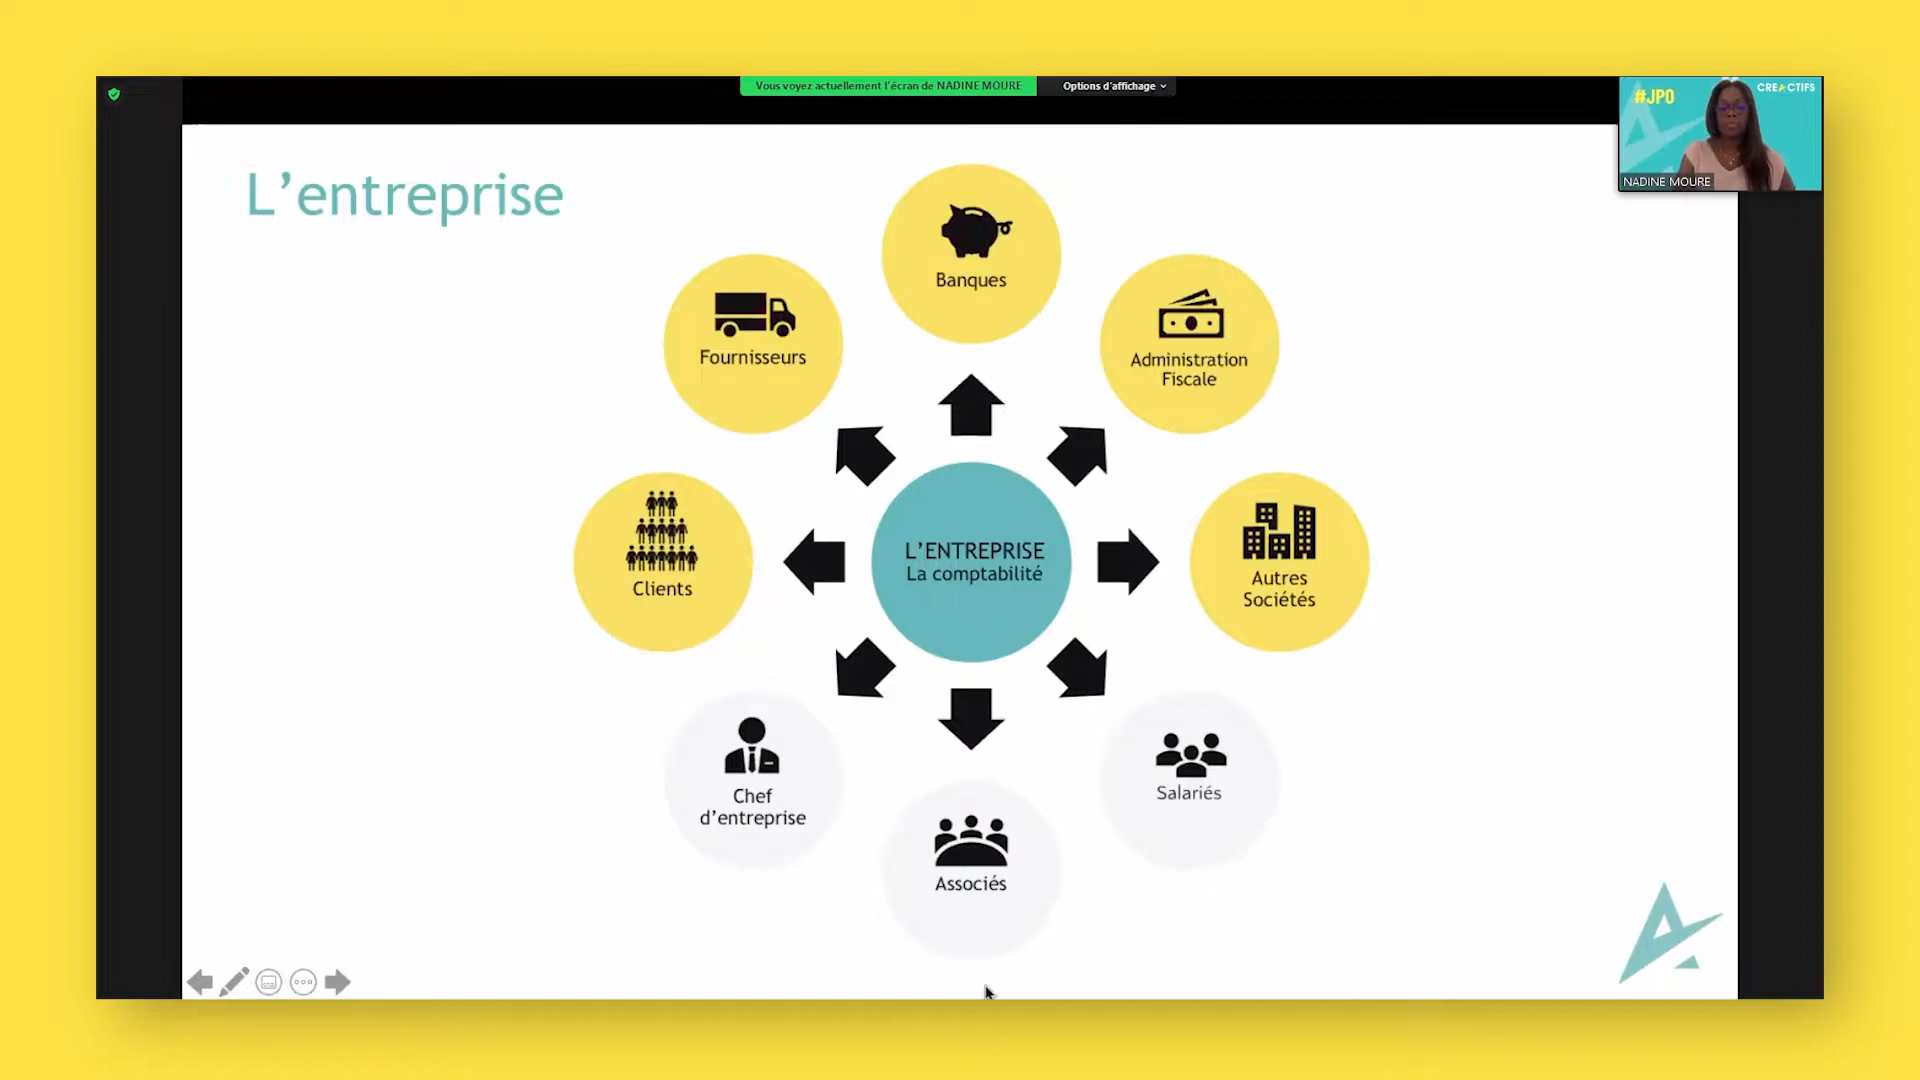 Vous voyez actuellement l'écran de NADINE MOURE
Options d'affichage
#JPO
CREACTIFS
NADINE MOURE
L'entreprise
Banques
Fournisseurs
Administration
Fiscale
L'ENTREPRISE
La comptabilité
Clients
Autres
Sociétés
Chef
d'entreprise
Salariés
Associés